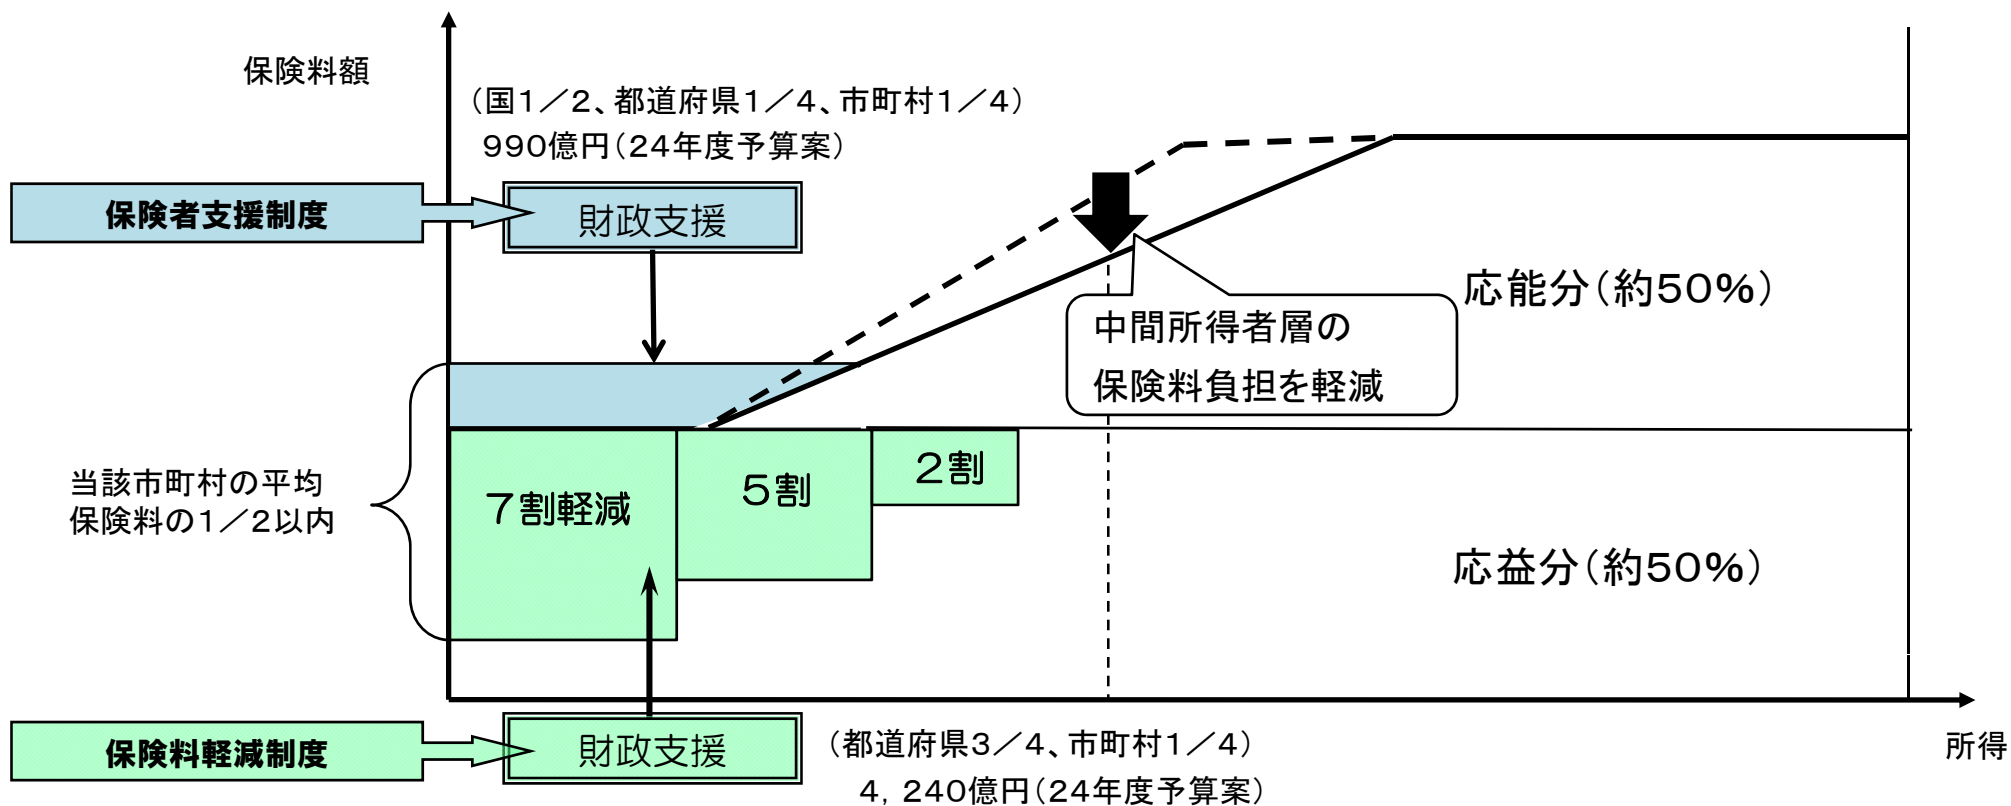 保険料額
（国１／２、都道府県１／４、市町村１／４）
９９０億円（２４年度予算案）
保険者支援制度
財政支援
応能分（約５０％）
中間所得者層の
保険料負担を軽減
７割軽減
５割
２割
当該市町村の平均
保険料の１／２以内
応益分（約５０％）
保険料軽減制度
財政支援
（都道府県３／４、市町村１／４）
４，２４０億円（２４年度予算案）
所得